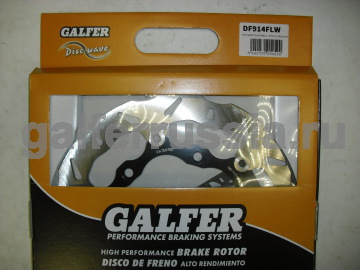 GALFER
Disc wave
DF914FLW
galferrussia.ru
GALFER
PERFORMANCE BRAKING SYSTEMS
HIGH PERFORMANCE BRAKE ROTOR
DISCO DE FRENO ALTO RENDIMIENTO